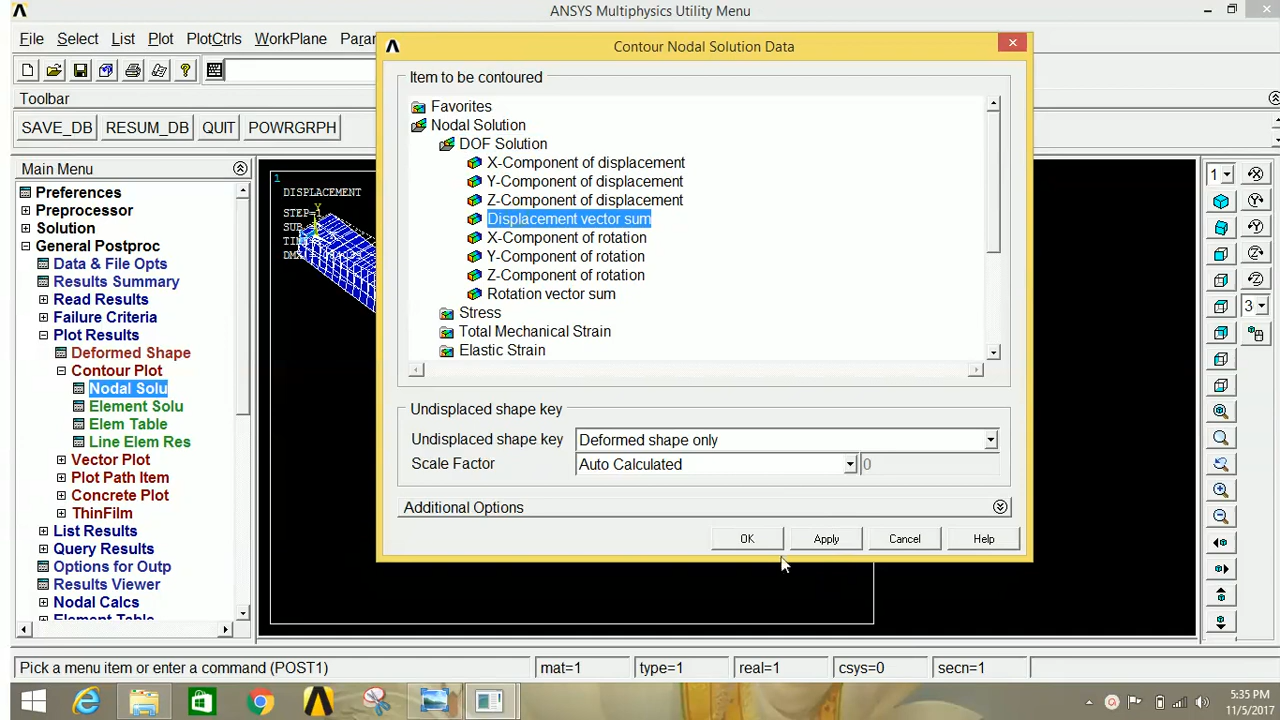 ANSYS Multiphysics Utility Menu
File Select List Plot PlotCtrls WorkPlane
Contour Nodal Solution Data
Toolbar
SAVE_DB RESUM_DB QUIT POWRGRPH
Main Menu
Preferences
Preprocessor
Solution
General Postproc
Data & File Opts
Results Summary
Read Results
Failure Criteria
Plot Results
Deformed Shape
Contour Plot
Nodal Solu
Element Solu
Elem Table
Line Elem Res
Vector Plot
Plot Path Item
Concrete Plot
ThinFilm
List Results
Query Results
Options for Outp
Results Viewer
Nodal Calcs
Element Table
1
DISPLACEMENT
STEP=1
Y
Item to be contoured
Favorites
Nodal Solution
DOF Solution
X-Component of displacement
Y-Component of displacement
Z-Component of displacement
Displacement vector sum
X-Component of rotation
Y-Component of rotation
Z-Component of rotation
Rotation vector sum
Stress
Total Mechanical Strain
Elastic Strain
Undisplaced shape key
Undisplaced shape key Deformed shape only
Scale Factor Auto Calculated 0
Additional Options
OK Apply Cancel Help
1
3
Pick a menu item or enter a command (POST1) mat=1 type=1 real=1 csys=0 secn=1
5:35 PM
11/5/2017